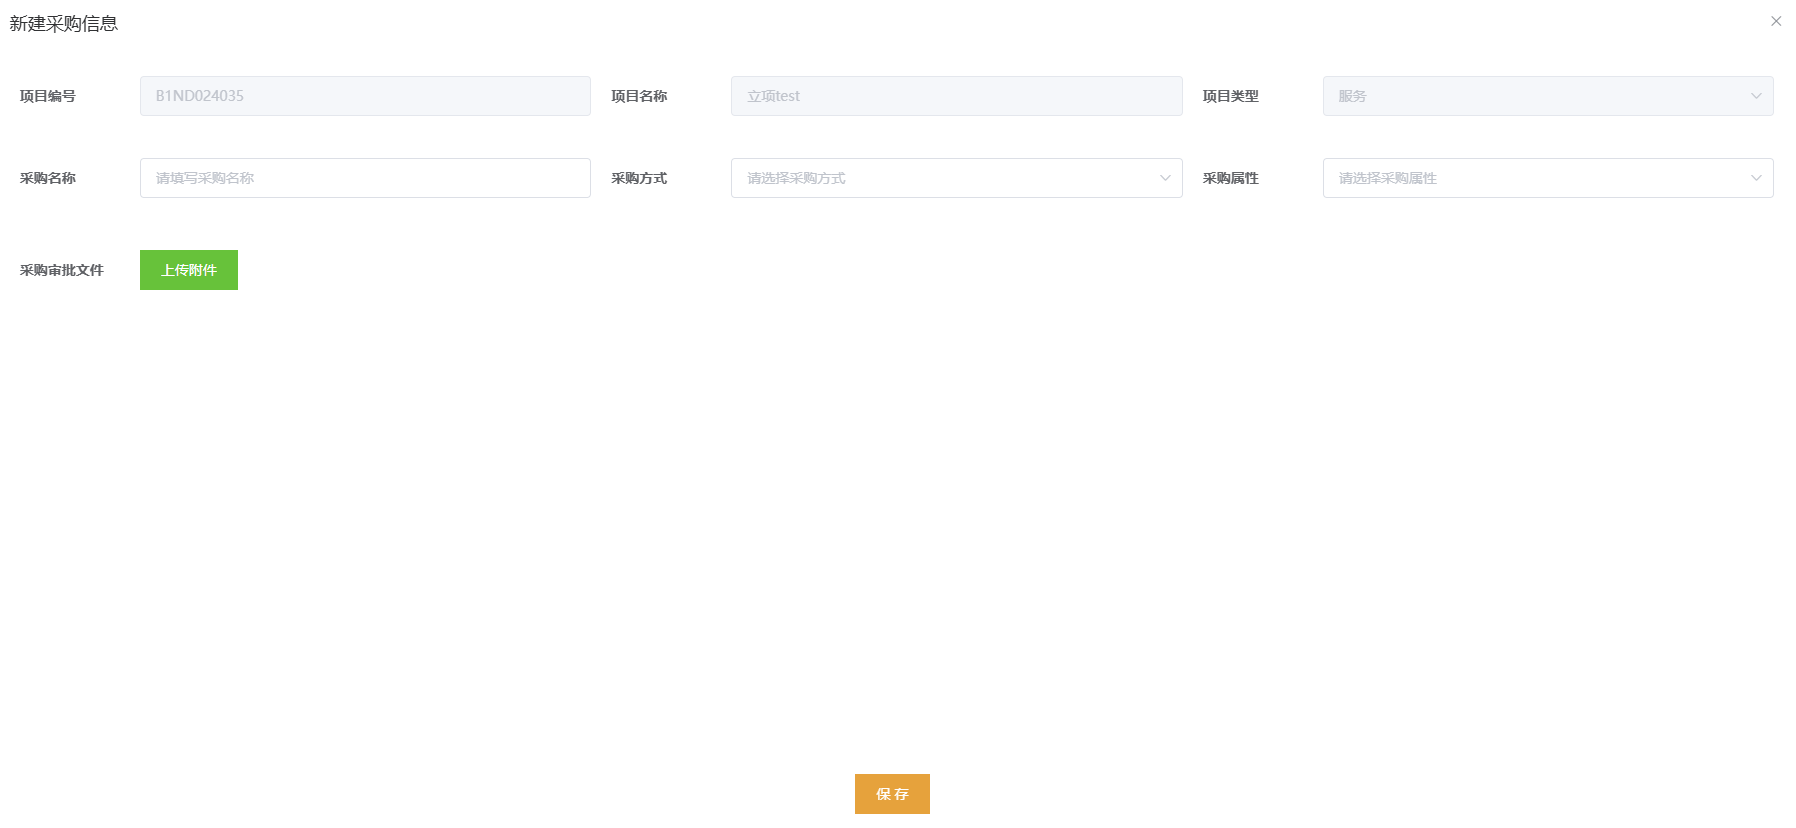 新建采购信息
项目编号 B1ND024035 项目名称 立项test 项目类型 服务
采购名称 请填写采购名称 采购方式 请选择采购方式 采购属性 请选择采购属性
采购审批文件 上传附件
保 存